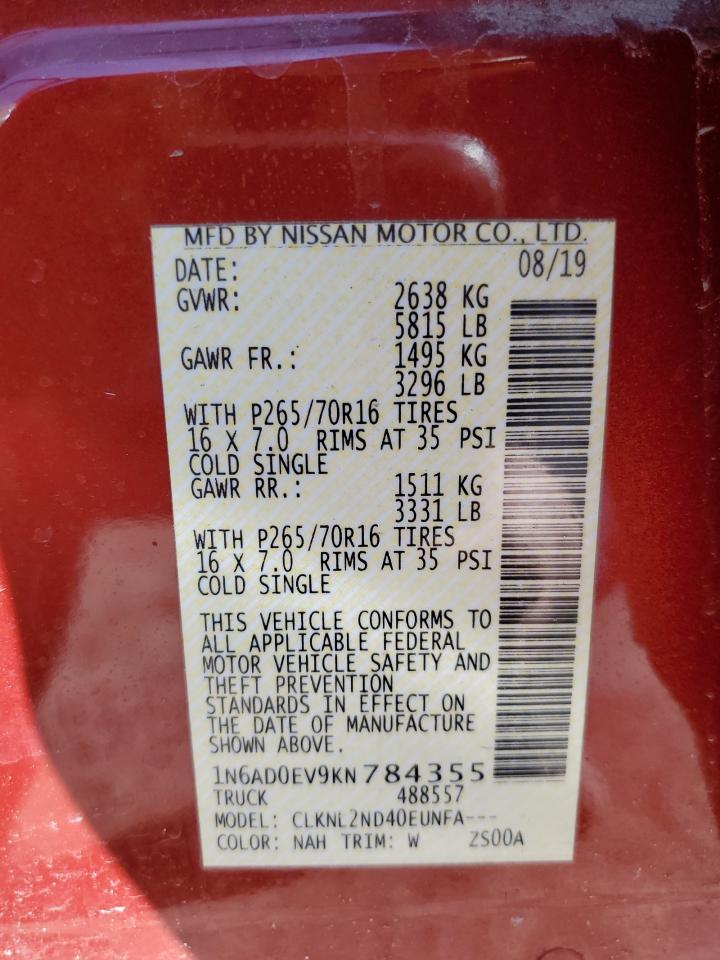 MFD BY NISSAN MOTOR CO., LTD.
DATE: 08/19
GVWR: 2638 KG
5815 LB
GAWR FR.: 1495 KG
3296 LB
WITH P265/70R16 TIRES
16 X 7.0 RIMS AT 35 PSI
COLD SINGLE
GAWR RR.: 1511 KG
3331 LB
WITH P265/70R16 TIRES
16 X 7.0 RIMS AT 35 PSI
COLD SINGLE
THIS VEHICLE CONFORMS TO
ALL APPLICABLE FEDERAL
MOTOR VEHICLE SAFETY AND
THEFT PREVENTION
STANDARDS IN EFFECT ON
THE DATE OF MANUFACTURE
SHOWN ABOVE.
1N6AD0EV9KN784355
TRUCK 488557
MODEL: CLKNL2ND40EUNFA---
COLOR: NAH TRIM: W ZS00A